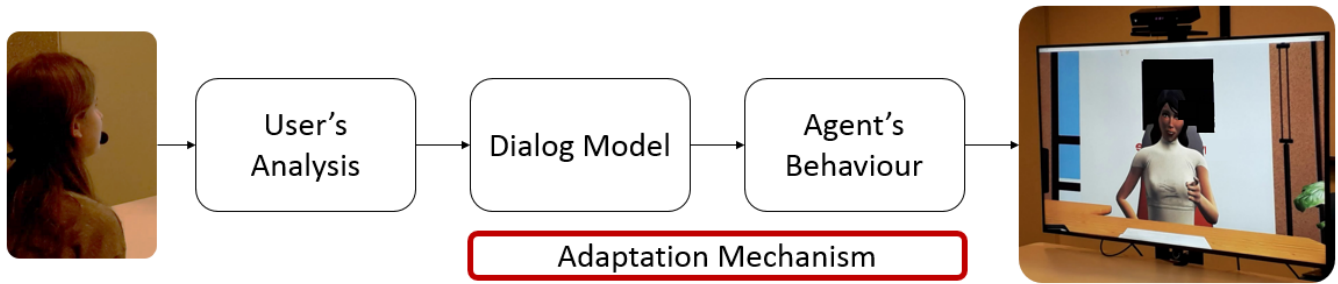 User's
Analysis
Dialog Model
Agent's
Behaviour
Adaptation Mechanism